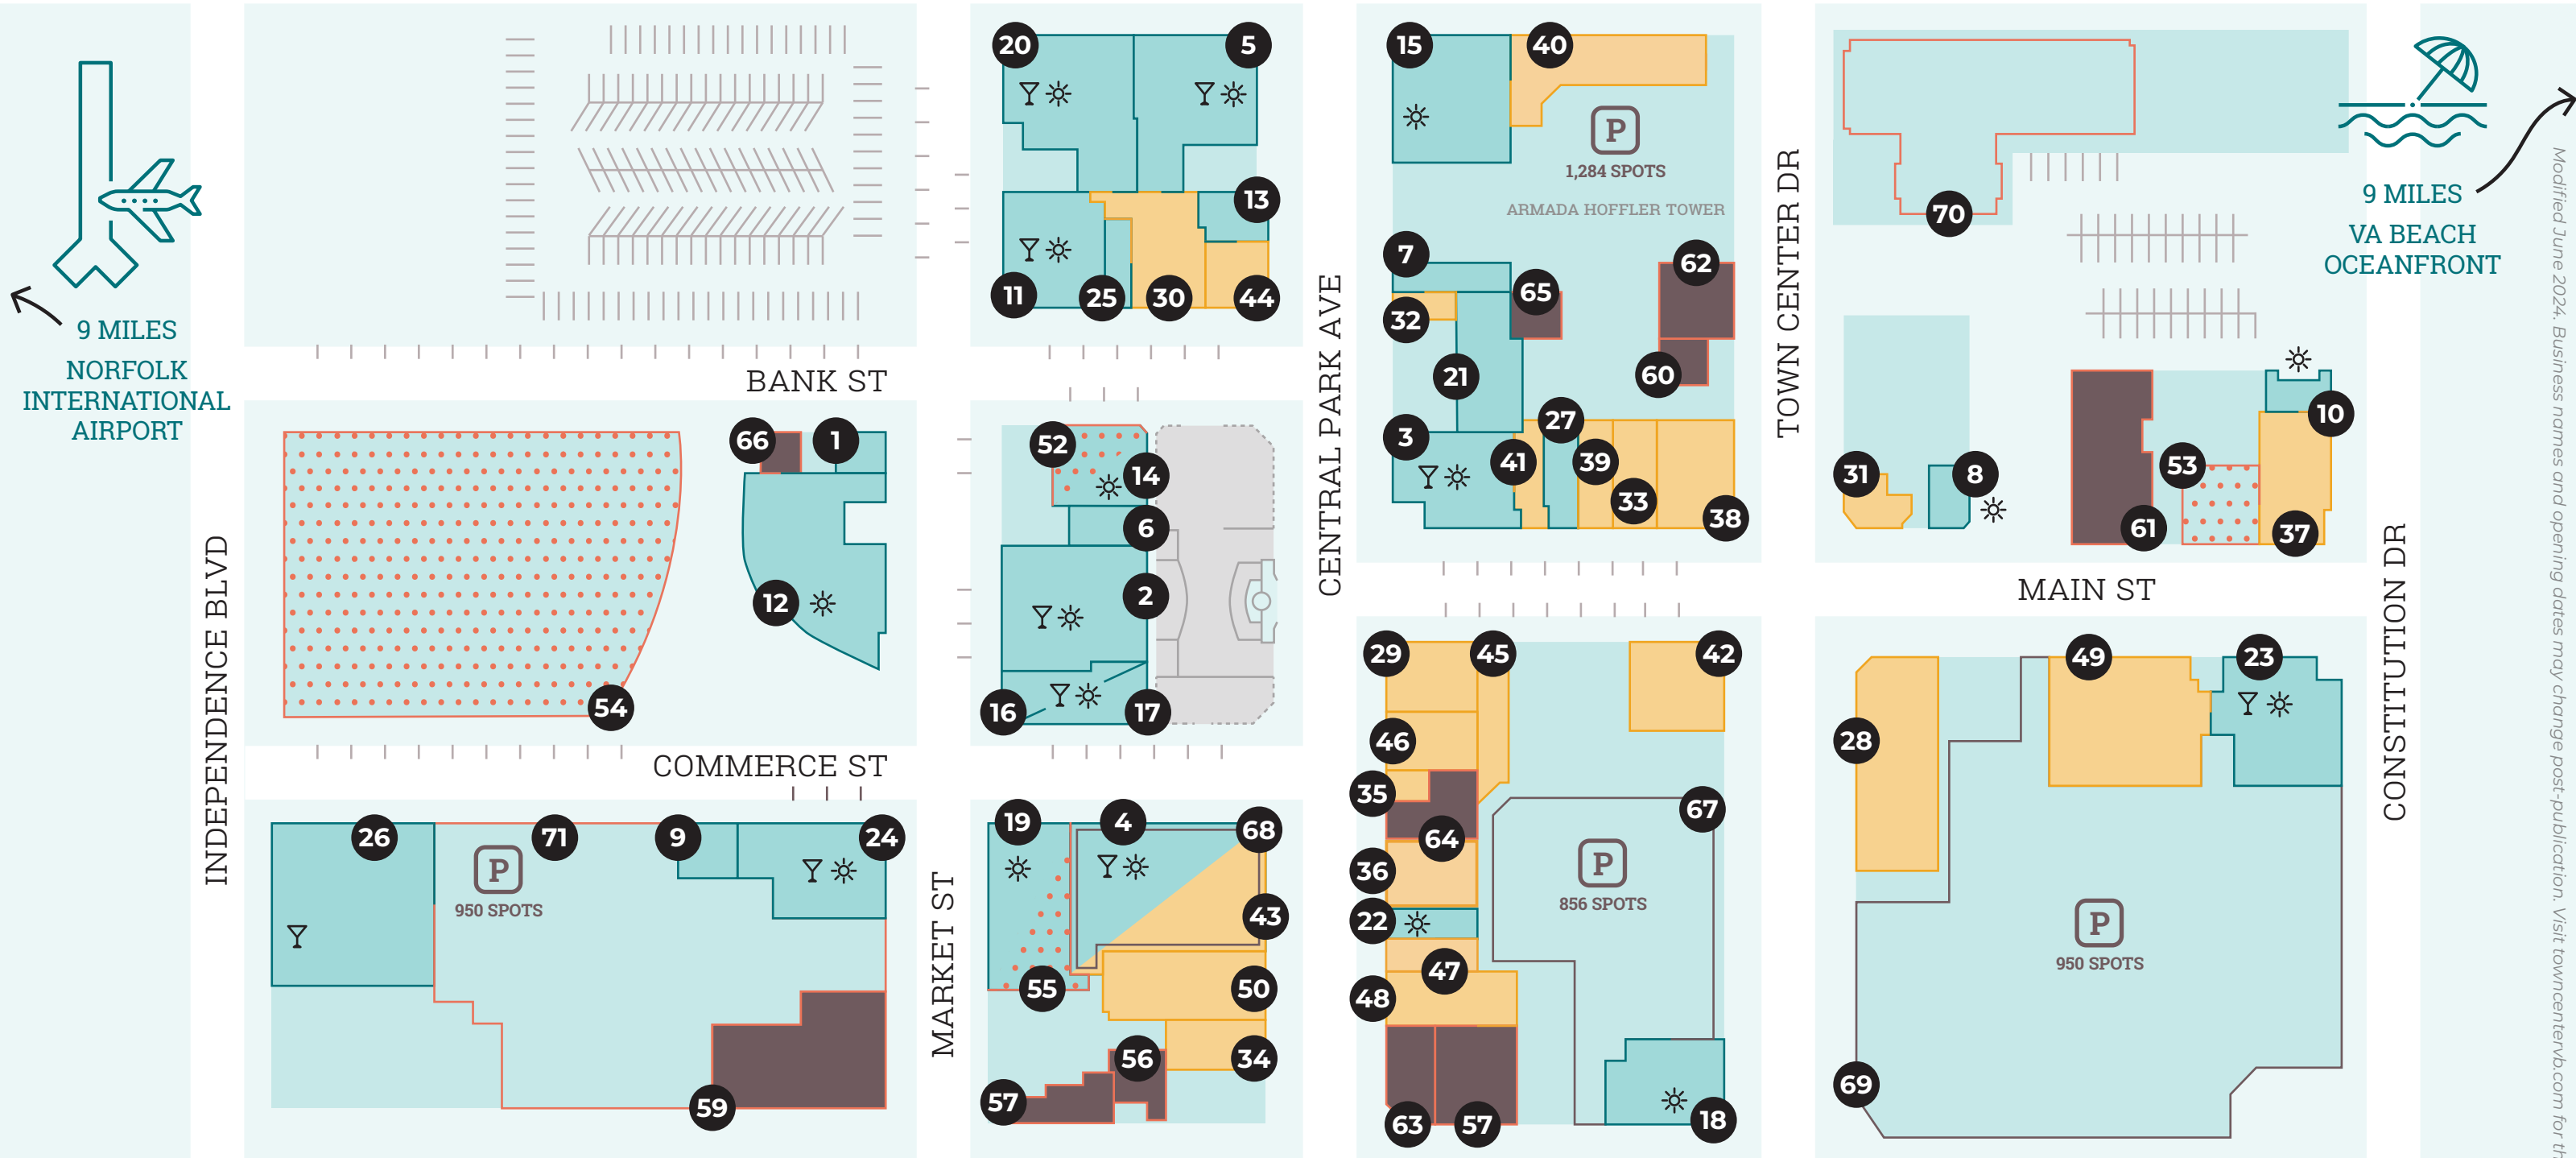 20
5
15
40
P
1,284 SPOTS
ARMADA HOFFLER TOWER
70
9 MILES
VA BEACH
OCEANFRONT
9 MILES
NORFOLK
INTERNATIONAL
AIRPORT
13
11
25
30
44
7
32
65
62
21
60
TOWN CENTER DR
CENTRAL PARK AVE
BANK ST
66
1
52
14
6
2
16
17
12
54
3
41
27
39
33
38
31
8
61
53
10
37
MAIN ST
INDEPENDENCE BLVD
CONSTITUTION DR
COMMERCE ST
26
71
9
24
P
950 SPOTS
59
MARKET ST
19
4
68
43
55
50
56
34
57
29
45
42
46
35
64
36
22
47
48
63
57
67
P
856 SPOTS
18
28
49
23
P
950 SPOTS
69
Modified June 2024. Business names and opening dates may change post-publication. Visit towncentervb.com for th